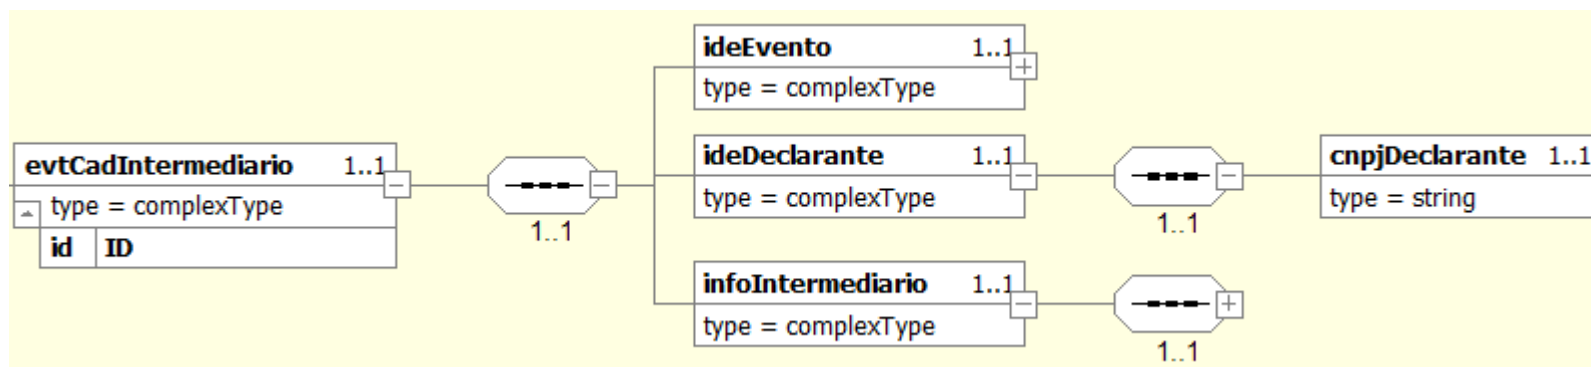 ideEvento 1..1
type = complexType
evtCadIntermediario 1..1
type = complexType
id ID
1..1
ideDeclarante 1..1
type = complexType
1..1
cnpjDeclarante 1..1
type = string
infoIntermediario 1..1
type = complexType
1..1